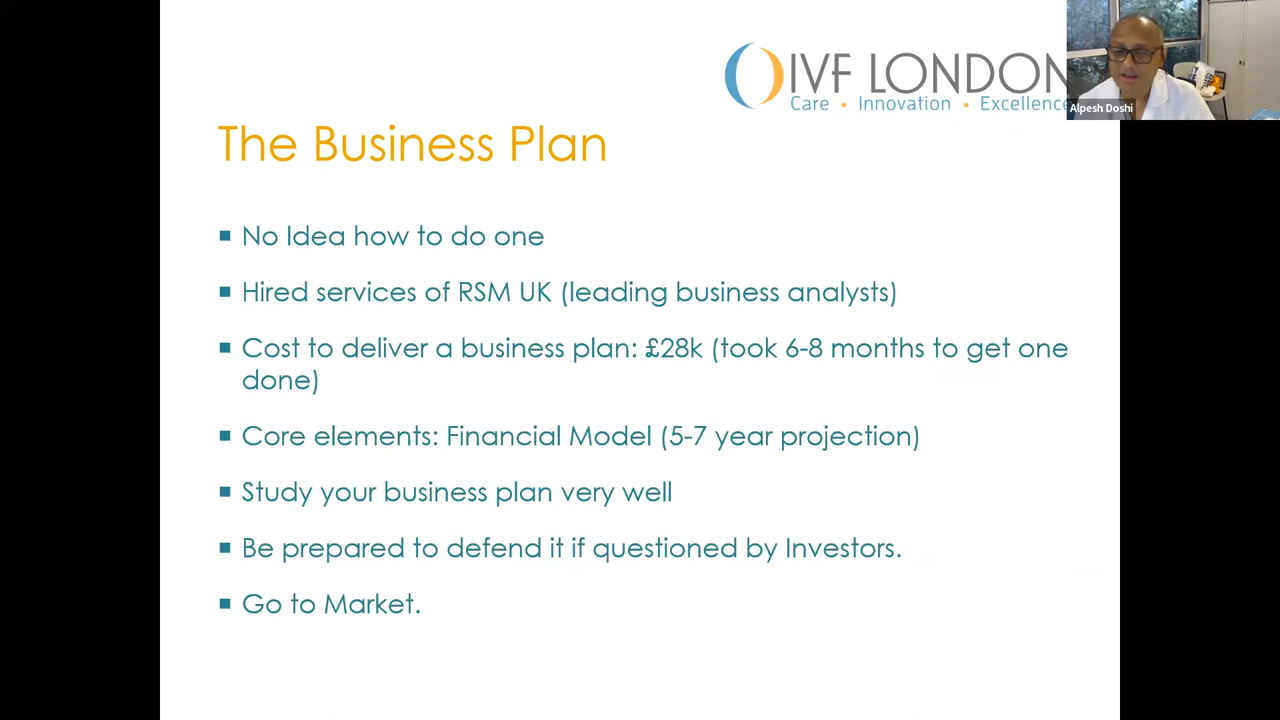 IVF LONDON
Care • Innovation • Excellence
Alpesh Doshi
The Business Plan
▪ No Idea how to do one
▪ Hired services of RSM UK (leading business analysts)
▪ Cost to deliver a business plan: £28k (took 6-8 months to get one
done)
▪ Core elements: Financial Model (5-7 year projection)
▪ Study your business plan very well
▪ Be prepared to defend it if questioned by Investors.
▪ Go to Market.